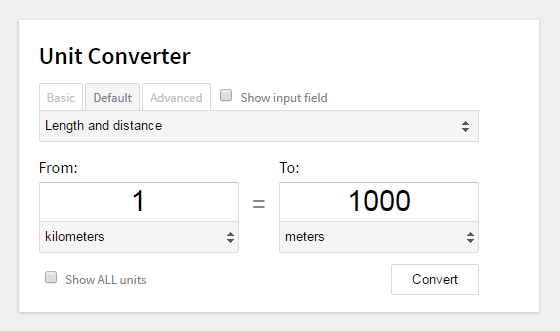 Unit Converter
Basic Default Advanced Show input field
Length and distance
From: To:
1 = 1000
kilometers meters
Show ALL units Convert